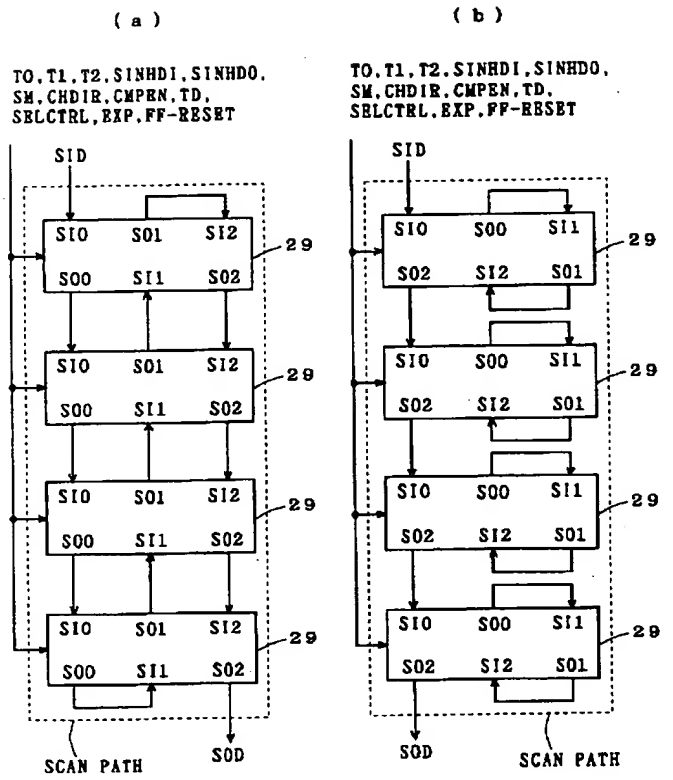 ( a )
TO,T1,T2,SINHDI,SINHDO,
SM,CHDIR,CMPEN,TD,
SELCTRL,EXP,FF-RESET
SID
SI0 SO1 SI2
SO0 SI1 SO2
29
SI0 SO1 SI2
SO0 SI1 SO2
29
SI0 SO1 SI2
SO0 SI1 SO2
29
SI0 SO1 SI2
SO0 SI1 SO2
29
SCAN PATH
SOD
( b )
TO,T1,T2,SINHDI,SINHDO,
SM,CHDIR,CMPEN,TD,
SELCTRL,EXP,FF-RESET
SID
SI0 SO0 SI1
SO2 SI2 SO1
29
SI0 SO0 SI1
SO2 SI2 SO1
29
SI0 SO0 SI1
SO2 SI2 SO1
29
SI0 SO0 SI1
SO2 SI2 SO1
29
SOD
SCAN PATH